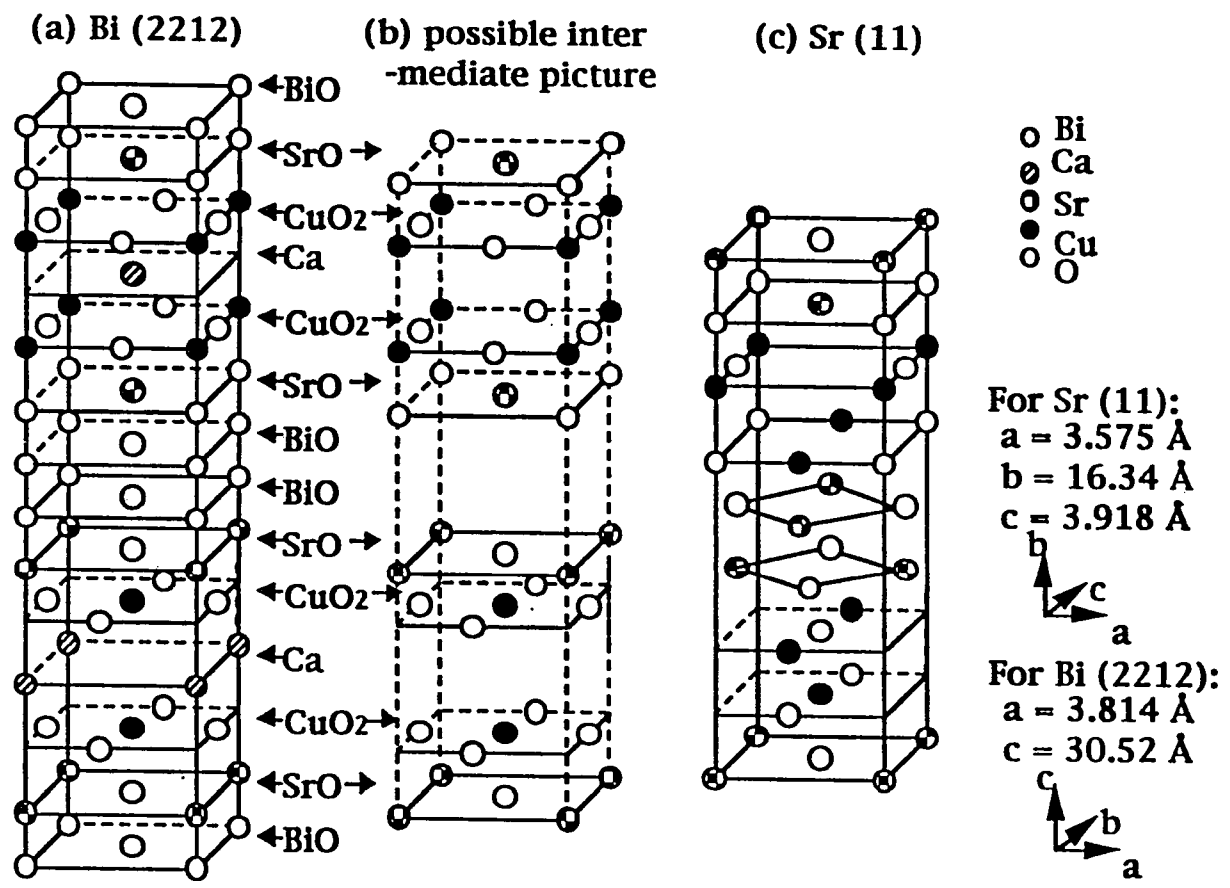 (a) Bi (2212)
(b) possible inter
-mediate picture
(c) Sr (11)
BiO
SrO
CuO2
Ca
CuO2
SrO
BiO
BiO
SrO
CuO2
Ca
CuO2
SrO
BiO
Bi
Ca
Sr
Cu
O
For Sr (11):
a = 3.575 Å
b = 16.34 Å
c = 3.918 Å
b
c
a
For Bi (2212):
a = 3.814 Å
c = 30.52 Å
c
b
a